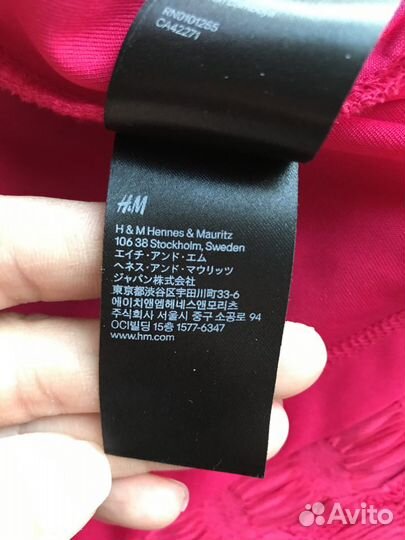 RN0101255
CA42271
H&M
H & M Hennes & Mauritz
106 38 Stockholm, Sweden
エイチ・アンド・エム
ヘネス・アンド・マウリッツ
ジャパン株式会社
東京都渋谷区宇田川町33-6
에이치앤엠헤네스앤모리츠
주식회사 서울시 중구 소공로 94
OCI빌딩 15층 1577-6347
www.hm.com
Avito